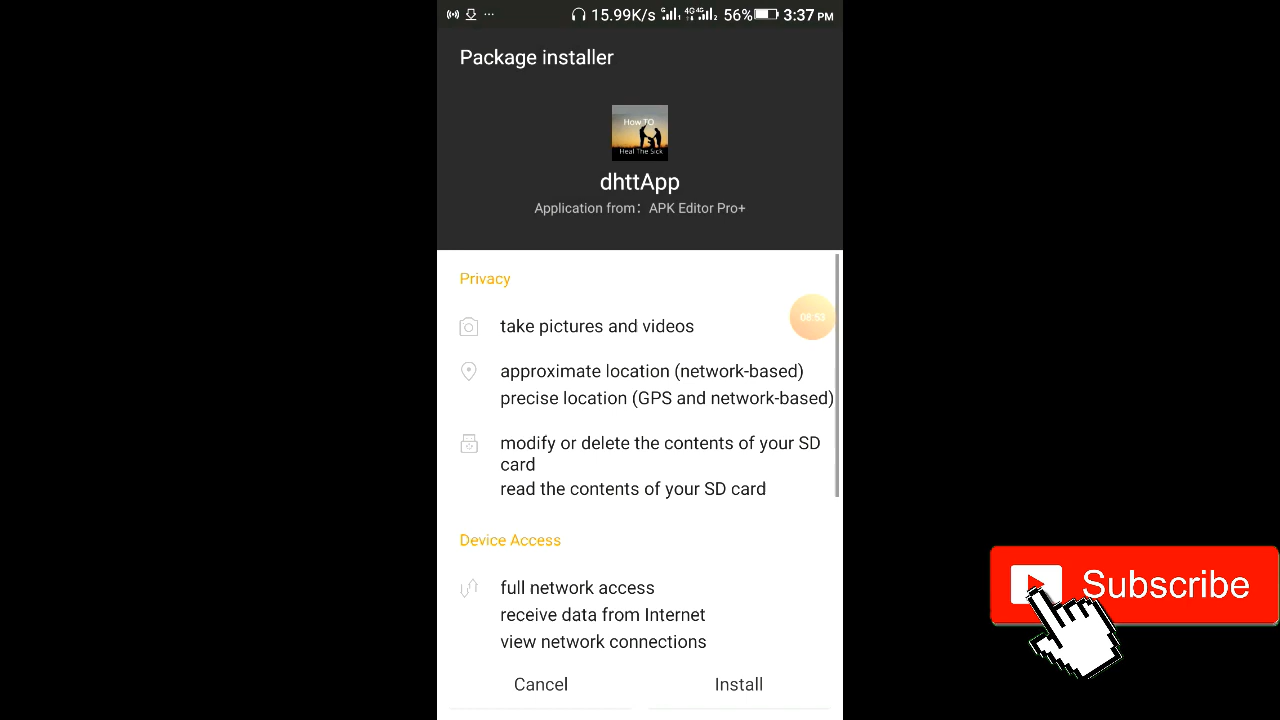 15.99K/s 56% 3:37 PM
Package installer
How TO
Heal The Sick
dhttApp
Application from: APK Editor Pro+
Privacy
take pictures and videos
approximate location (network-based)
precise location (GPS and network-based)
modify or delete the contents of your SD
card
read the contents of your SD card
Device Access
full network access
receive data from Internet
view network connections
Cancel Install
Subscribe